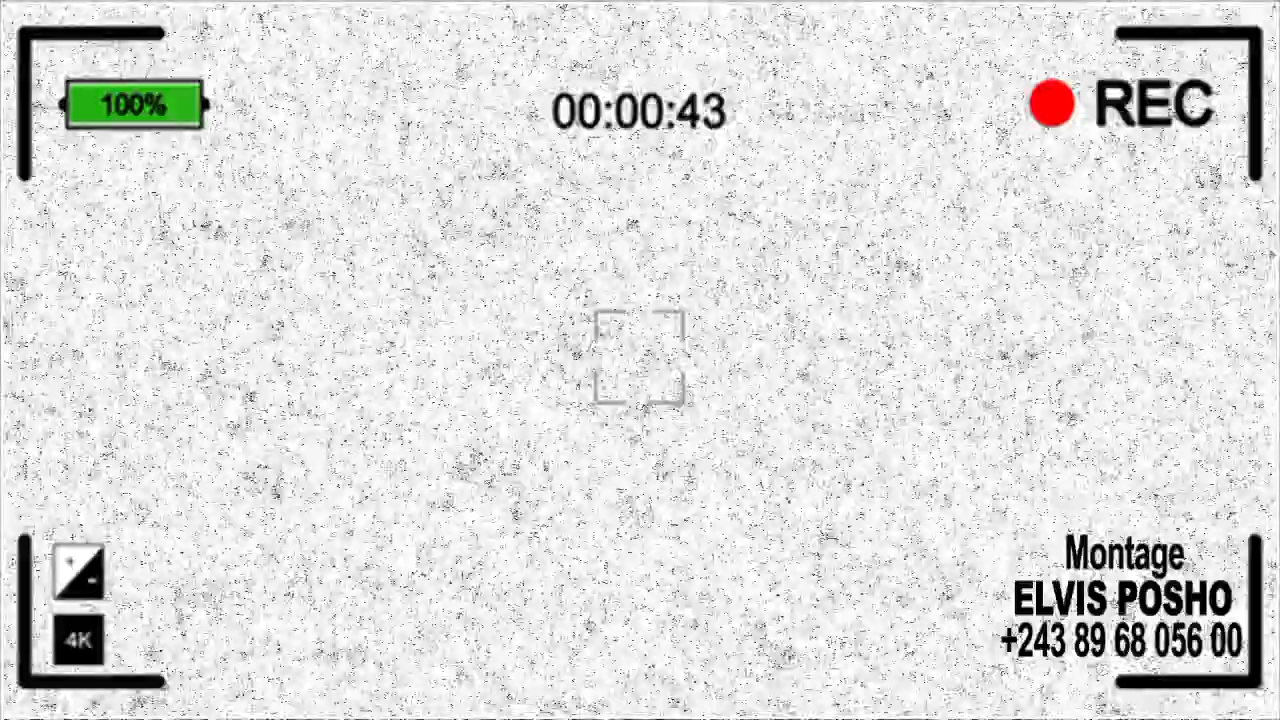 100%
00:00:43
REC
4K
Montage
ELVIS POSHO
+243 89 68 056 00